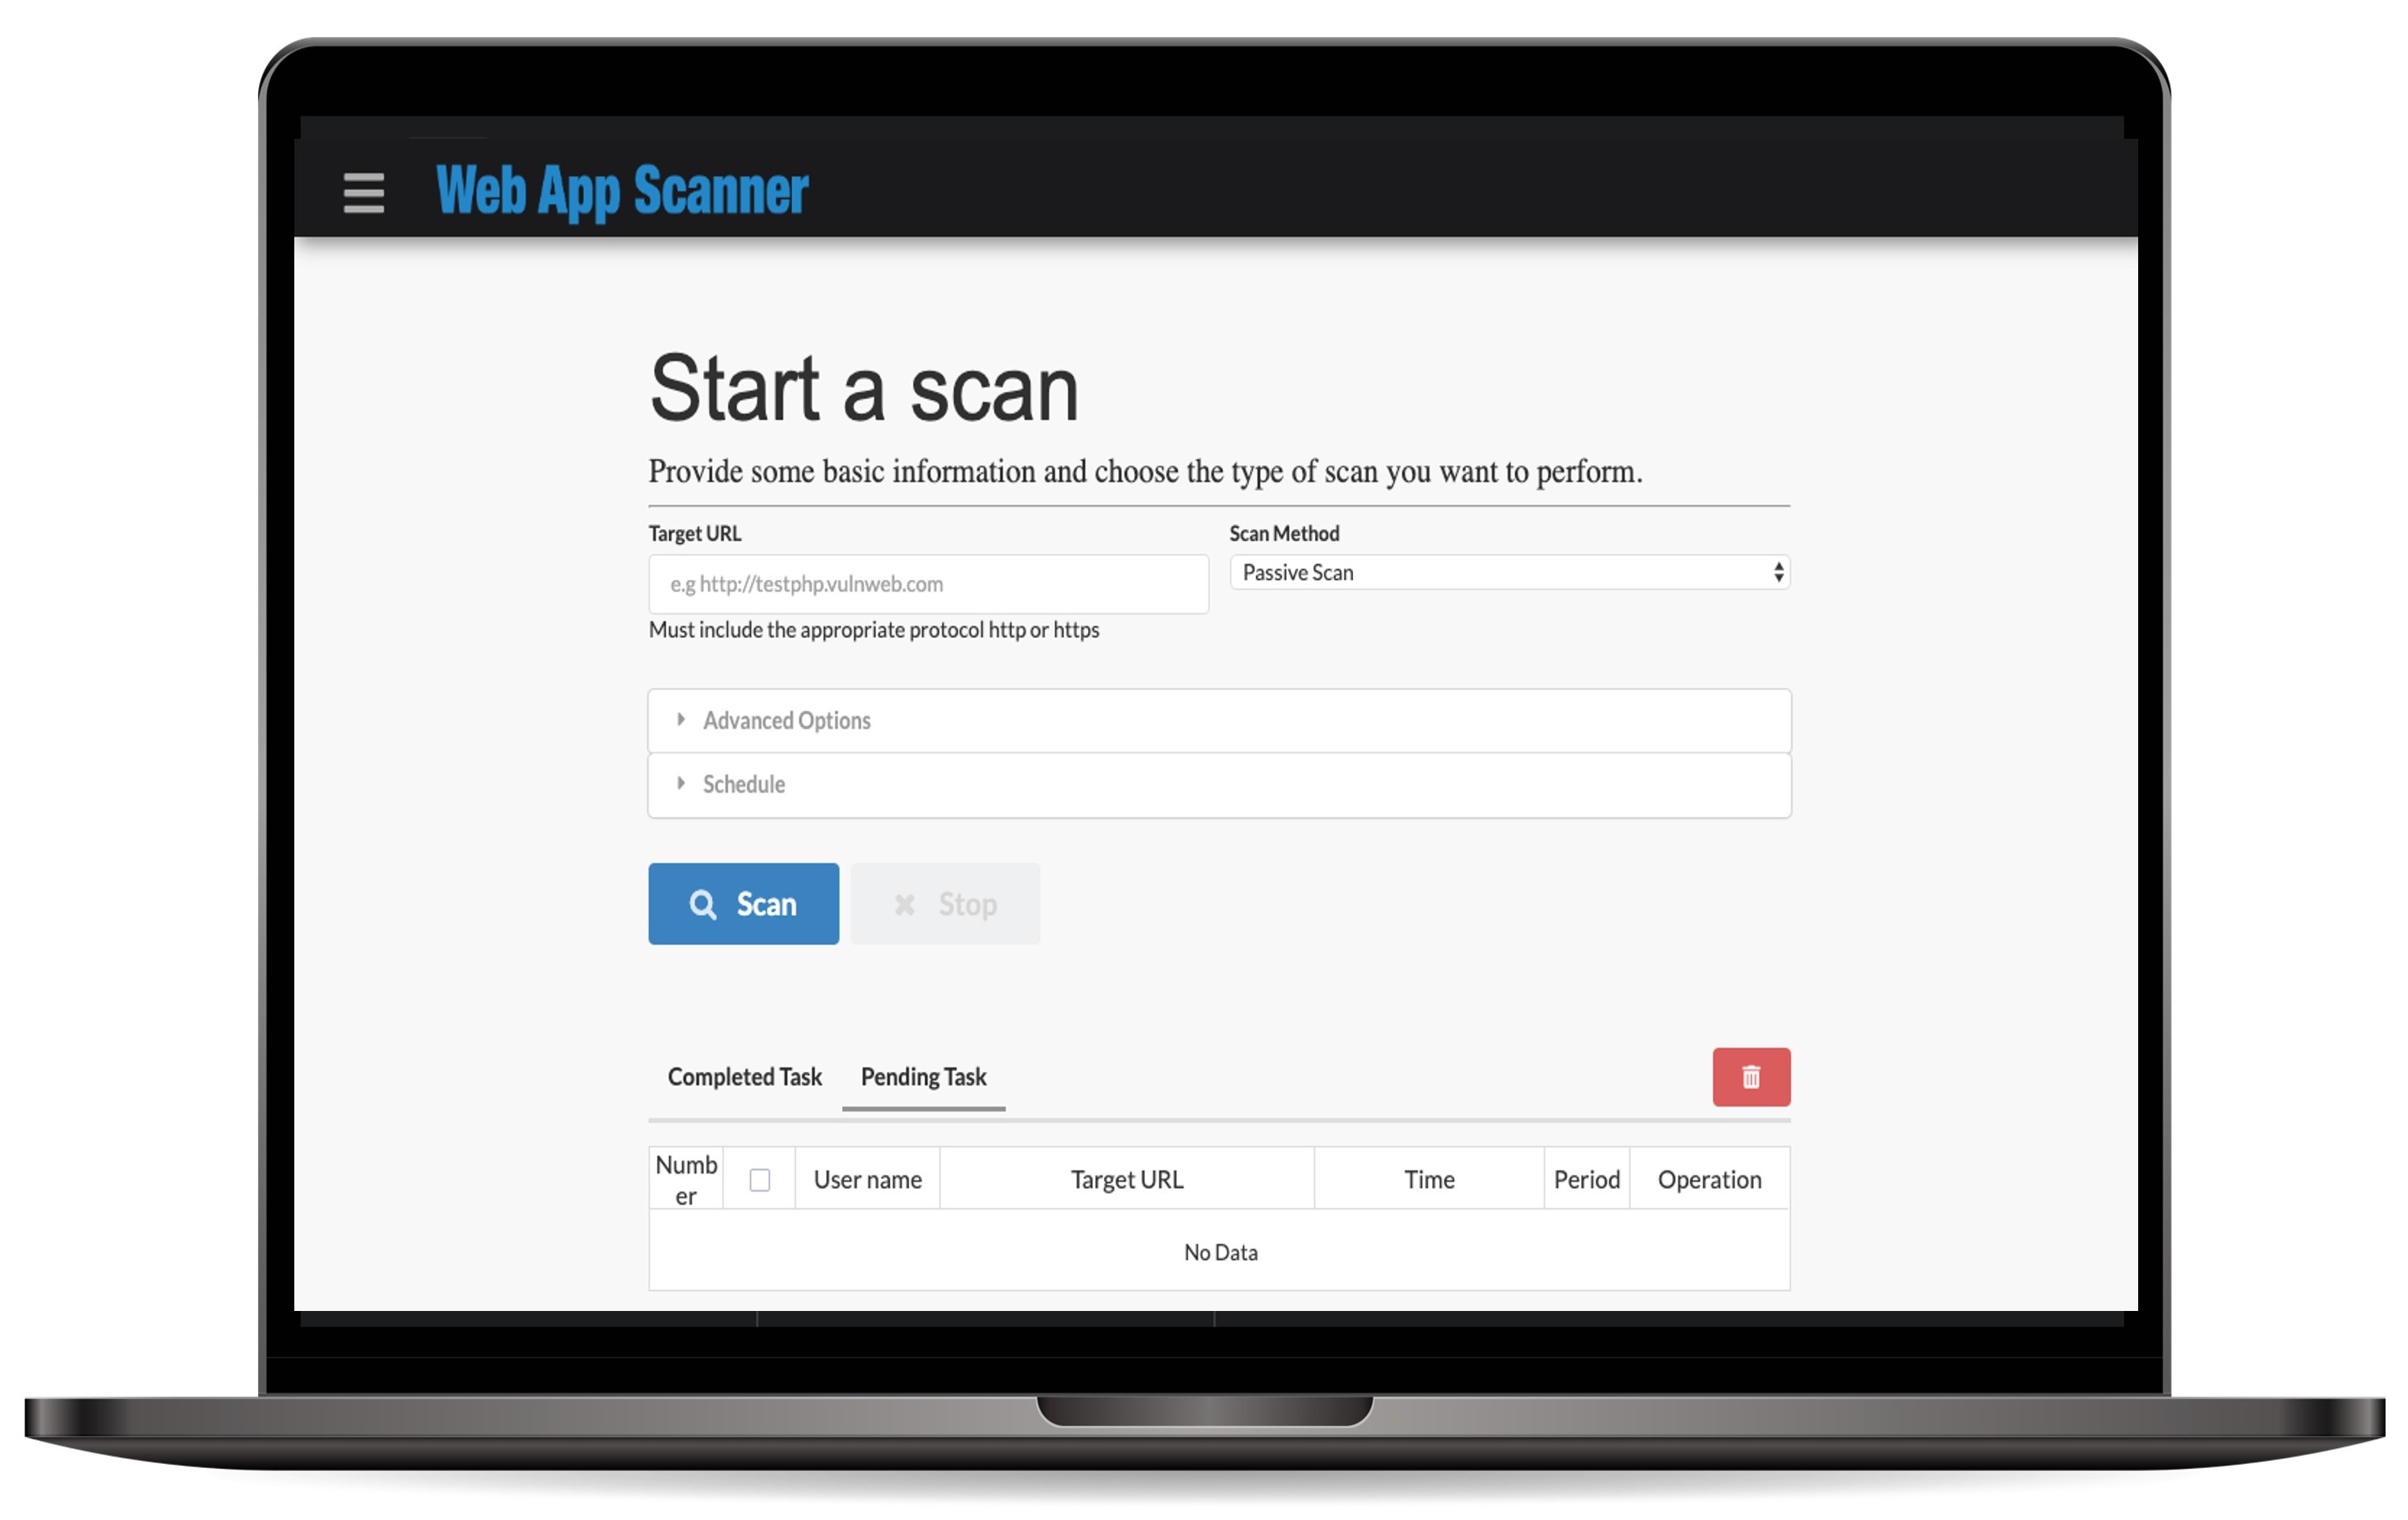 Web App Scanner
Start a scan
Provide some basic information and choose the type of scan you want to perform.
Target URL
Scan Method
e.g http://testphp.vulnweb.com
Passive Scan
Must include the appropriate protocol http or https
Advanced Options
Schedule
Scan
Stop
Completed Task
Pending Task
Numb
er
User name
Target URL
Time
Period
Operation
No Data